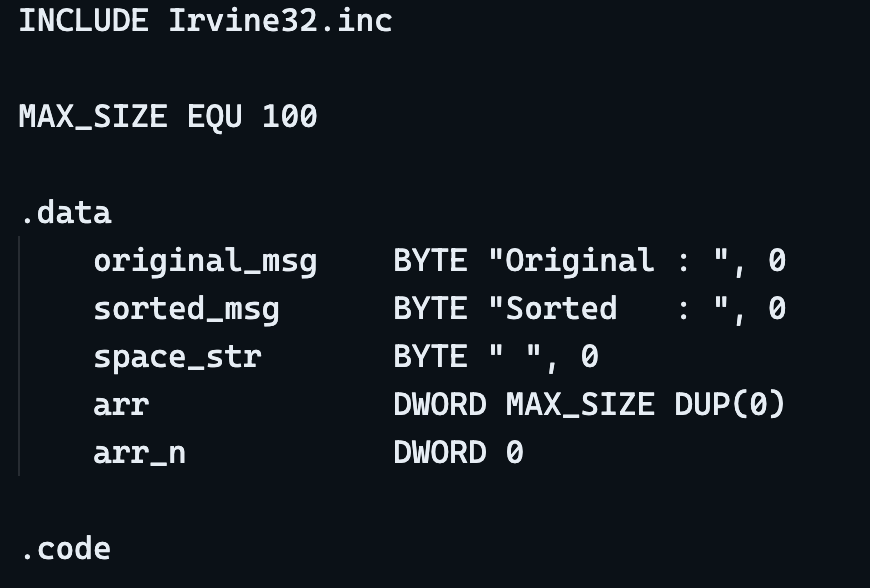 INCLUDE Irvine32.inc
MAX_SIZE EQU 100
.data
    original_msg    BYTE "Original : ", 0
    sorted_msg      BYTE "Sorted   : ", 0
    space_str       BYTE " ", 0
    arr             DWORD MAX_SIZE DUP(0)
    arr_n           DWORD 0
.code